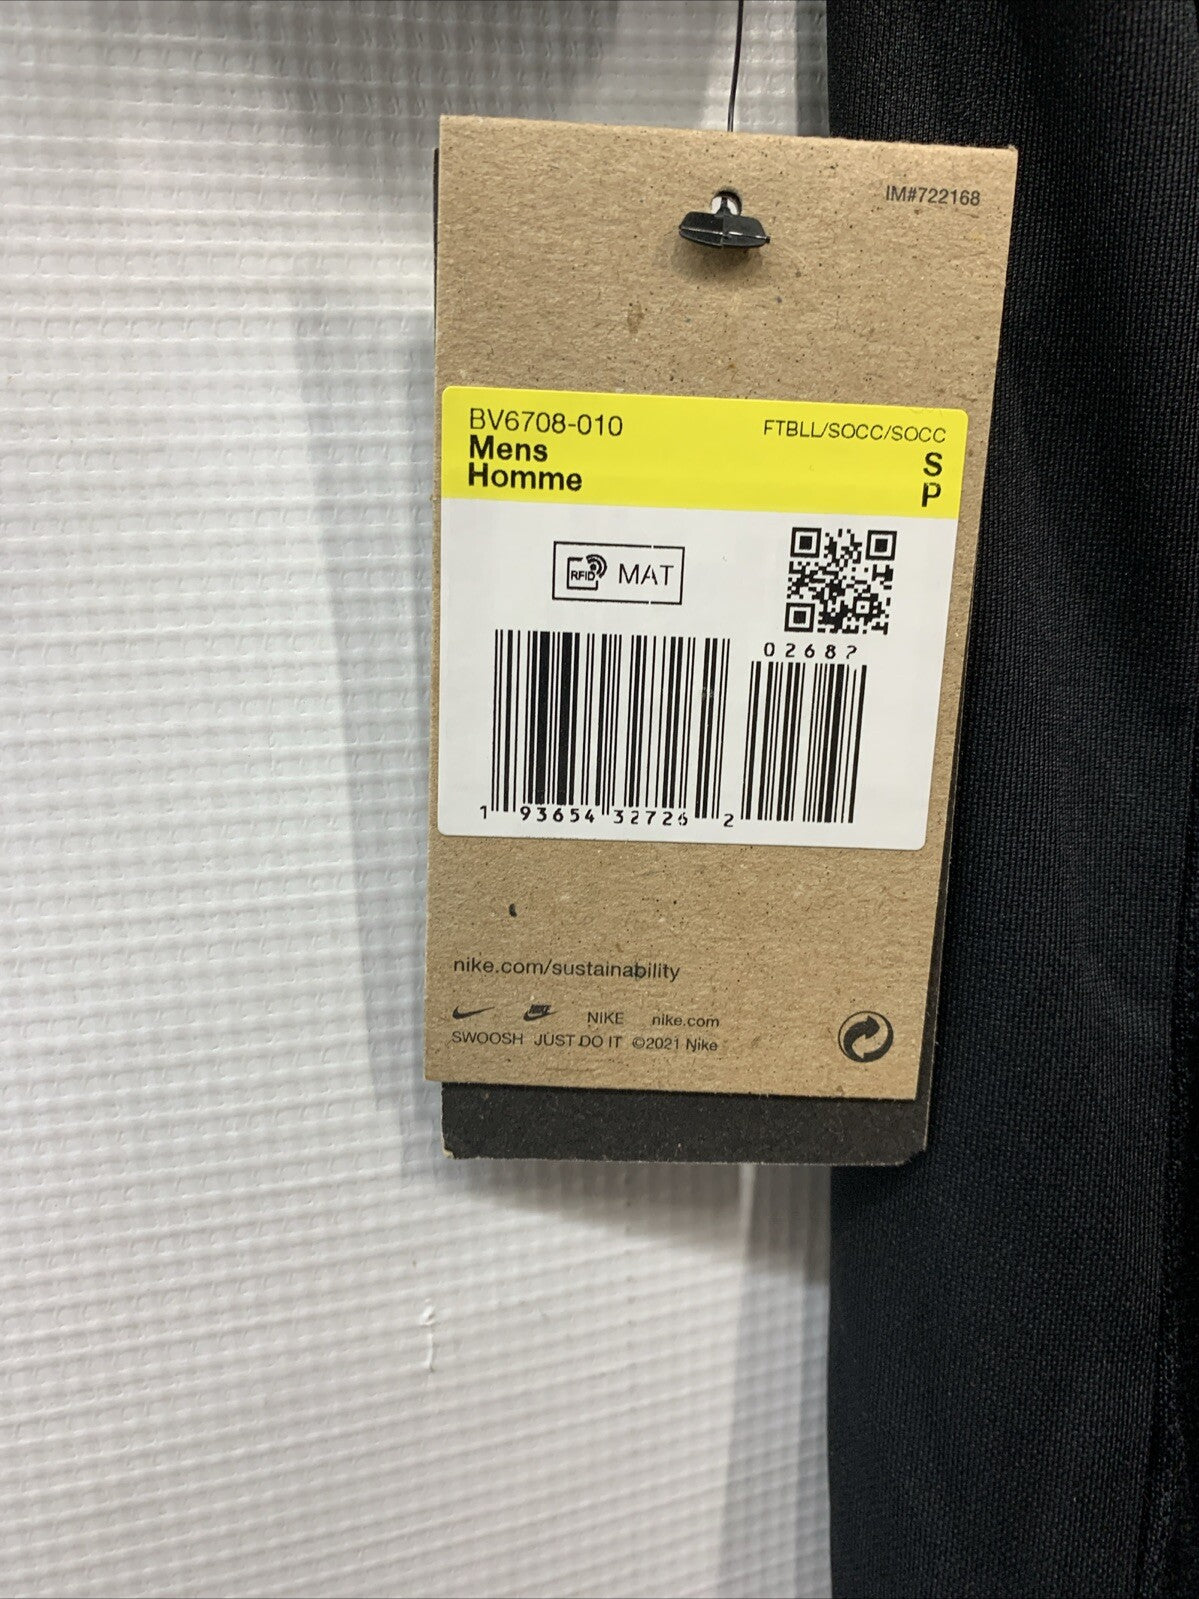 IM#722168
BV6708-010 FTBLL/SOCC/SOCC
Mens S
Homme P
RFID MAT
1 93654 32726 2
nike.com/sustainability
NIKE nike.com
SWOOSH JUST DO IT ©2021 Nike